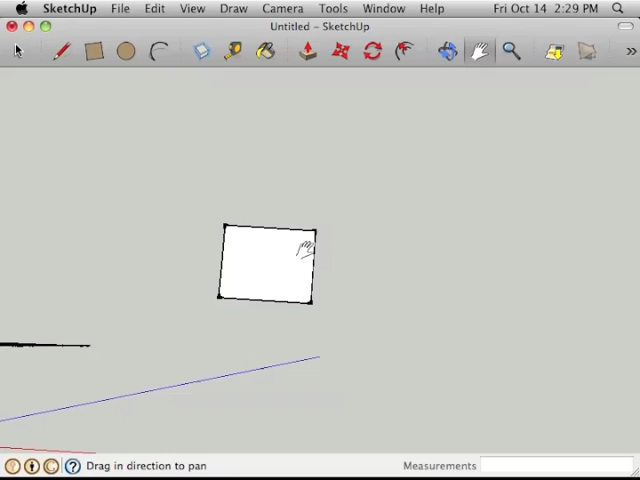 SketchUp File Edit View Draw Camera Tools Window Help Fri Oct 14 2:29 PM
Untitled – SketchUp
»
Drag in direction to pan Measurements